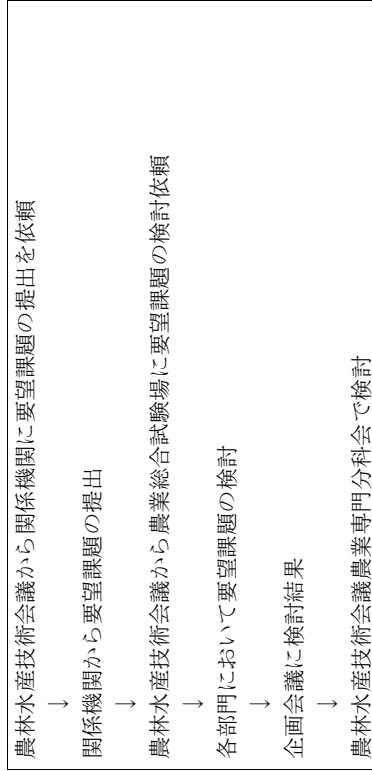 農林水産技術会議から関係機関に要望課題の提出を依頼
↓
関係機関から要望課題の提出
↓
農林水産技術会議から農業総合試験場に要望課題の検討依頼
↓
各部門において要望課題の検討
↓
企画会議に検討結果
↓
農林水産技術会議農業専門分科会で検討